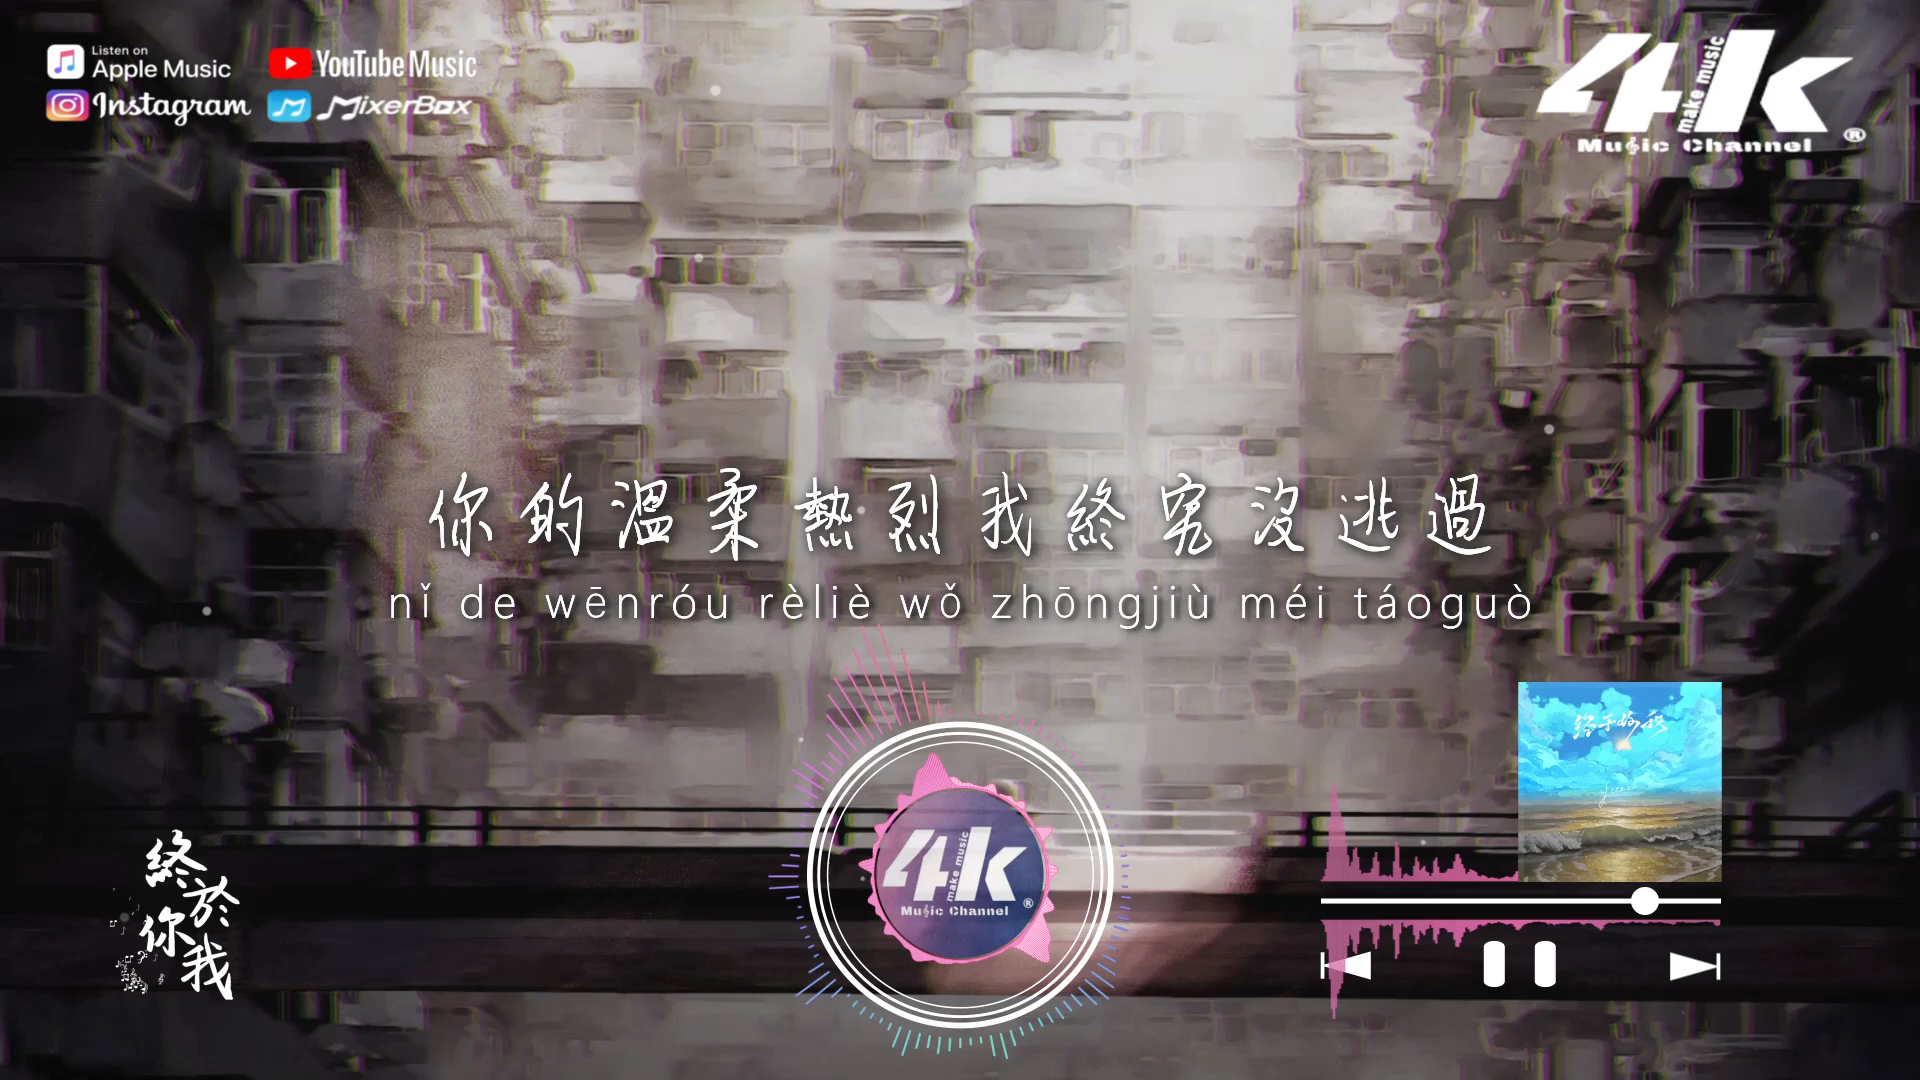 Listen on
Apple Music
YouTube Music
Instagram
MixerBox
4k
make music
Music Channel
®
你的溫柔熱烈我終究沒逃過
nǐ de wēnróu rèliè wǒ zhōngjiù méi táoguò
終於你我
4k
make music
Music Channel
®